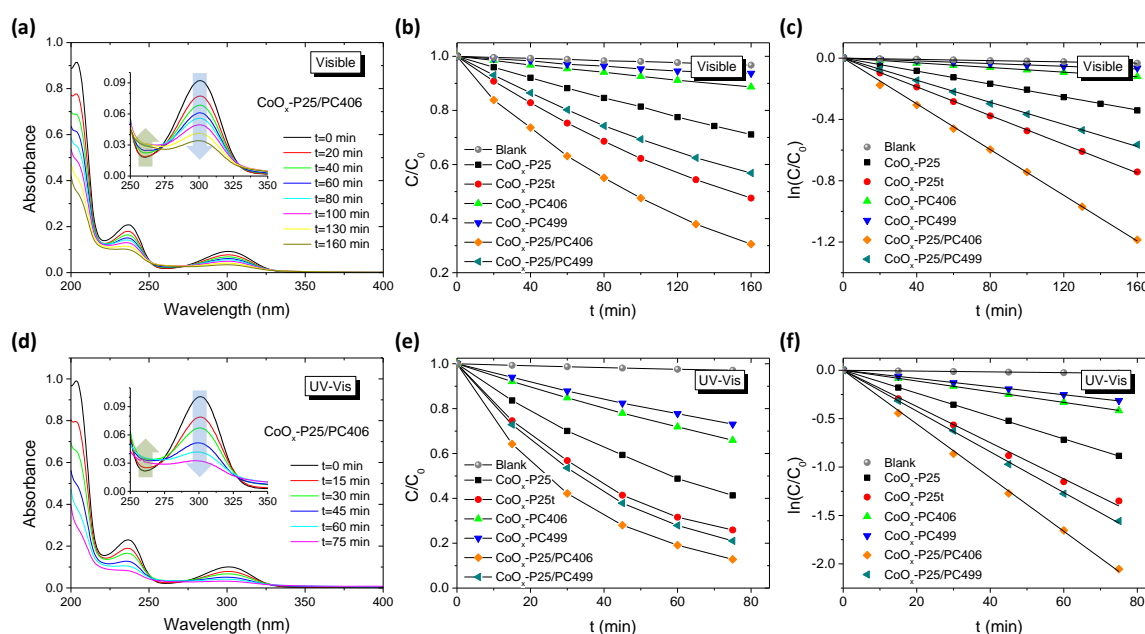 (a)
Visible
CoOx-P25/PC406
t=0 min
t=20 min
t=40 min
t=60 min
t=80 min
t=100 min
t=130 min
t=160 min
Absorbance
1.0
0.8
0.6
0.4
0.2
0.0
0.09
0.06
0.03
0.00
250 275 300 325 350
200 250 300 350 400
Wavelength (nm)
(b)
Visible
C/C0
1.0
0.8
0.6
0.4
0.2
Blank
CoOx-P25
CoOx-P25t
CoOx-PC406
CoOx-PC499
CoOx-P25/PC406
CoOx-P25/PC499
0 40 80 120 160
t (min)
(c)
Visible
ln(C/C0)
0.0
-0.4
-0.8
-1.2
Blank
CoOx-P25
CoOx-P25t
CoOx-PC406
CoOx-PC499
CoOx-P25/PC406
CoOx-P25/PC499
0 40 80 120 160
t (min)
(d)
UV-Vis
CoOx-P25/PC406
t=0 min
t=15 min
t=30 min
t=45 min
t=60 min
t=75 min
Absorbance
1.0
0.8
0.6
0.4
0.2
0.0
0.09
0.06
0.03
0.00
250 275 300 325 350
200 250 300 350 400
Wavelength (nm)
(e)
UV-Vis
C/C0
1.0
0.8
0.6
0.4
0.2
0.0
Blank
CoOx-P25
CoOx-P25t
CoOx-PC406
CoOx-PC499
CoOx-P25/PC406
CoOx-P25/PC499
0 20 40 60 80
t (min)
(f)
UV-Vis
ln(C/C0)
0.0
-0.5
-1.0
-1.5
-2.0
Blank
CoOx-P25
CoOx-P25t
CoOx-PC406
CoOx-PC499
CoOx-P25/PC406
CoOx-P25/PC499
0 20 40 60 80
t (min)